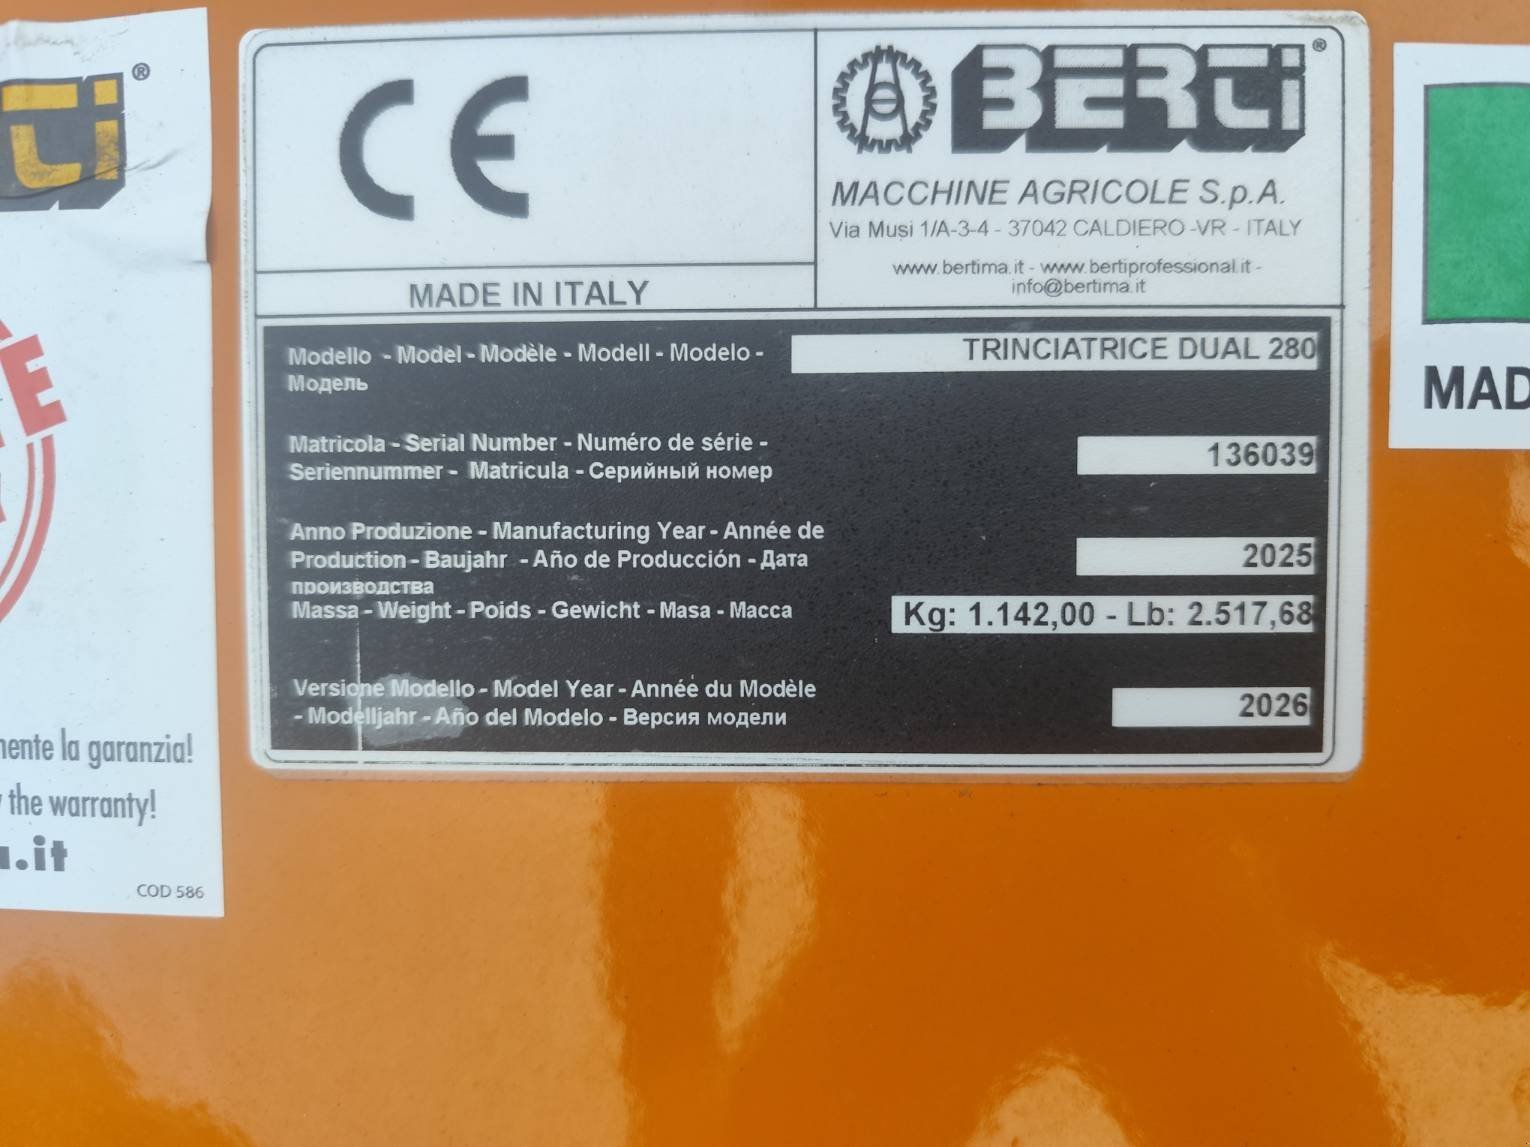 Ti®
E
nente la garanzia!
the warranty!
.it
COD 586
CE
MADE IN ITALY
BERTi®
MACCHINE AGRICOLE S.p.A.
Via Musi 1/A-3-4 - 37042 CALDIERO -VR - ITALY
www.bertima.it - www.bertiprofessional.it -
info@bertima.it
Modello - Model - Modèle - Modell - Modelo - TRINCIATRICE DUAL 280
Модель
Matricola - Serial Number - Numéro de série - 136039
Seriennummer - Matricula - Серийный номер
Anno Produzione - Manufacturing Year - Année de
Production - Baujahr - Año de Producción - Дата 2025
производства
Massa - Weight - Poids - Gewicht - Masa - Масса Kg: 1.142,00 - Lb: 2.517,68
Versione Modello - Model Year - Année du Modèle 2026
- Modelljahr - Año del Modelo - Версия модели
MAD